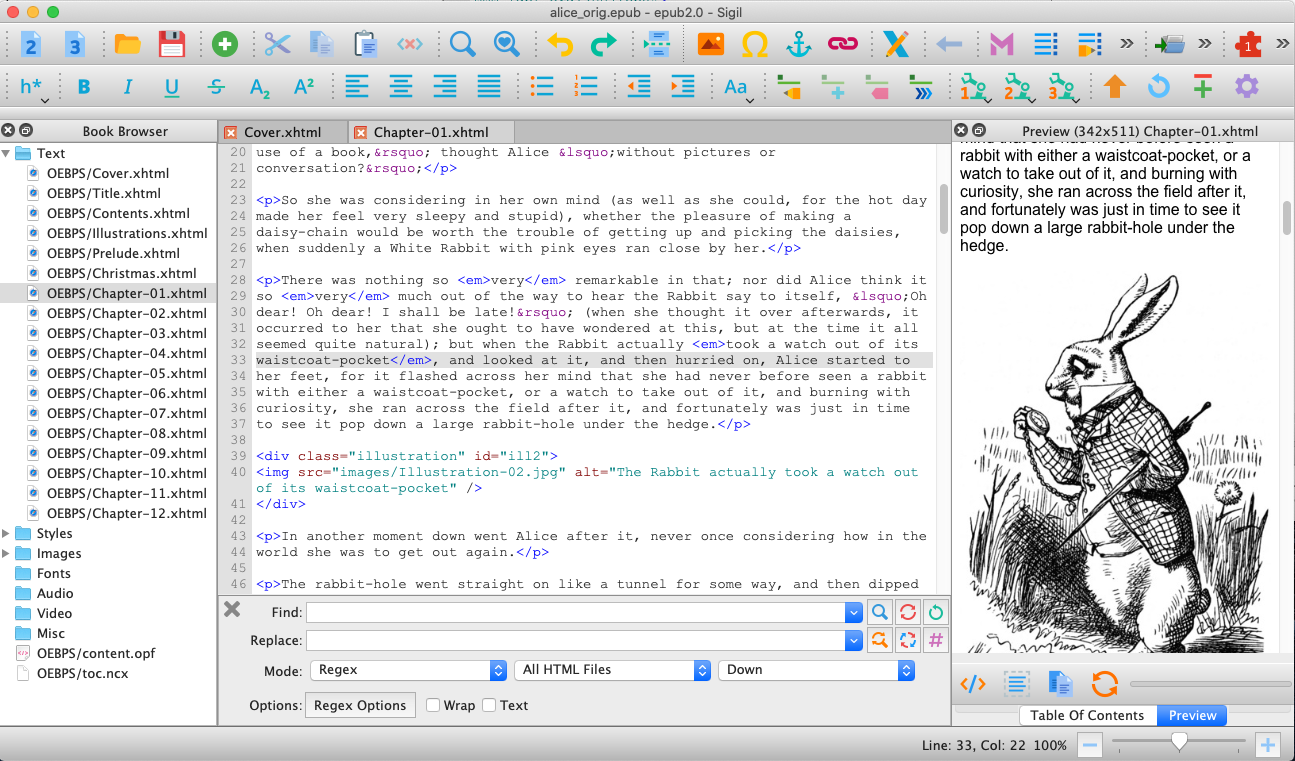 alice_orig.epub - epub2.0 - Sigil
2 3 1
h* B I U S A2 A2 Aa 1 2 3
Book Browser
Text
OEBPS/Cover.xhtml
OEBPS/Title.xhtml
OEBPS/Contents.xhtml
OEBPS/Illustrations.xhtml
OEBPS/Prelude.xhtml
OEBPS/Christmas.xhtml
OEBPS/Chapter-01.xhtml
OEBPS/Chapter-02.xhtml
OEBPS/Chapter-03.xhtml
OEBPS/Chapter-04.xhtml
OEBPS/Chapter-05.xhtml
OEBPS/Chapter-06.xhtml
OEBPS/Chapter-07.xhtml
OEBPS/Chapter-08.xhtml
OEBPS/Chapter-09.xhtml
OEBPS/Chapter-10.xhtml
OEBPS/Chapter-11.xhtml
OEBPS/Chapter-12.xhtml
Styles
Images
Fonts
Audio
Video
Misc
OEBPS/content.opf
OEBPS/toc.ncx
Cover.xhtml Chapter-01.xhtml
20 use of a book,&rsquo; thought Alice &lsquo;without pictures or
21 conversation?&rsquo;</p>
22
23 <p>So she was considering in her own mind (as well as she could, for the hot day
24 made her feel very sleepy and stupid), whether the pleasure of making a
25 daisy-chain would be worth the trouble of getting up and picking the daisies,
26 when suddenly a White Rabbit with pink eyes ran close by her.</p>
27
28 <p>There was nothing so <em>very</em> remarkable in that; nor did Alice think it
29 so <em>very</em> much out of the way to hear the Rabbit say to itself, &lsquo;Oh
30 dear! Oh dear! I shall be late!&rsquo; (when she thought it over afterwards, it
31 occurred to her that she ought to have wondered at this, but at the time it all
32 seemed quite natural); but when the Rabbit actually <em>took a watch out of its
33 waistcoat-pocket</em>, and looked at it, and then hurried on, Alice started to
34 her feet, for it flashed across her mind that she had never before seen a rabbit
35 with either a waistcoat-pocket, or a watch to take out of it, and burning with
36 curiosity, she ran across the field after it, and fortunately was just in time
37 to see it pop down a large rabbit-hole under the hedge.</p>
38
39 <div class="illustration" id="ill2">
40 <img src="images/Illustration-02.jpg" alt="The Rabbit actually took a watch out
of its waistcoat-pocket" />
41 </div>
42
43 <p>In another moment down went Alice after it, never once considering how in the
44 world she was to get out again.</p>
45
46 <p>The rabbit-hole went straight on like a tunnel for some way, and then dipped
Find:
Replace:
Mode: Regex All HTML Files Down
Options: Regex Options Wrap Text
Preview (342x511) Chapter-01.xhtml
mind that she had never before seen a
rabbit with either a waistcoat-pocket, or a
watch to take out of it, and burning with
curiosity, she ran across the field after it,
and fortunately was just in time to see it
pop down a large rabbit-hole under the
hedge.
Table Of Contents Preview
Line: 33, Col: 22 100%